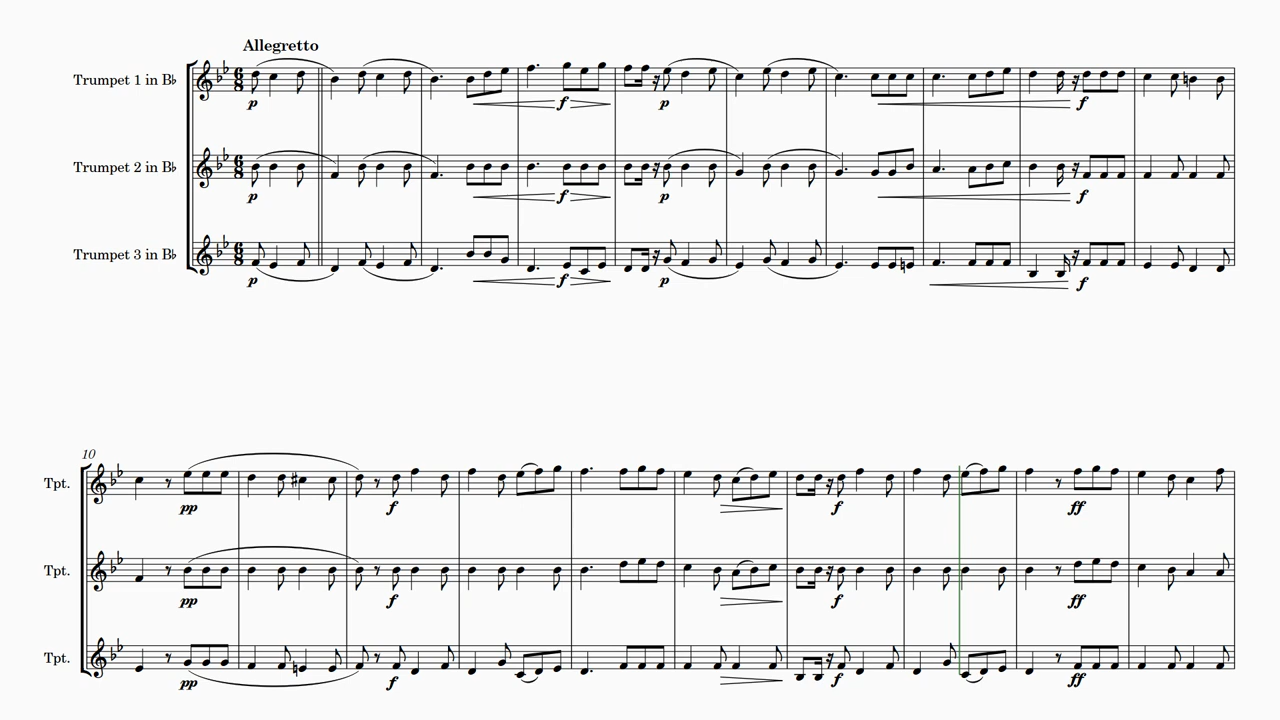 Allegretto
Trumpet 1 in B♭
p f p f
Trumpet 2 in B♭
p f p f
Trumpet 3 in B♭
p f p f
10
Tpt.
pp f f ff
Tpt.
pp f f ff
Tpt.
pp f f ff